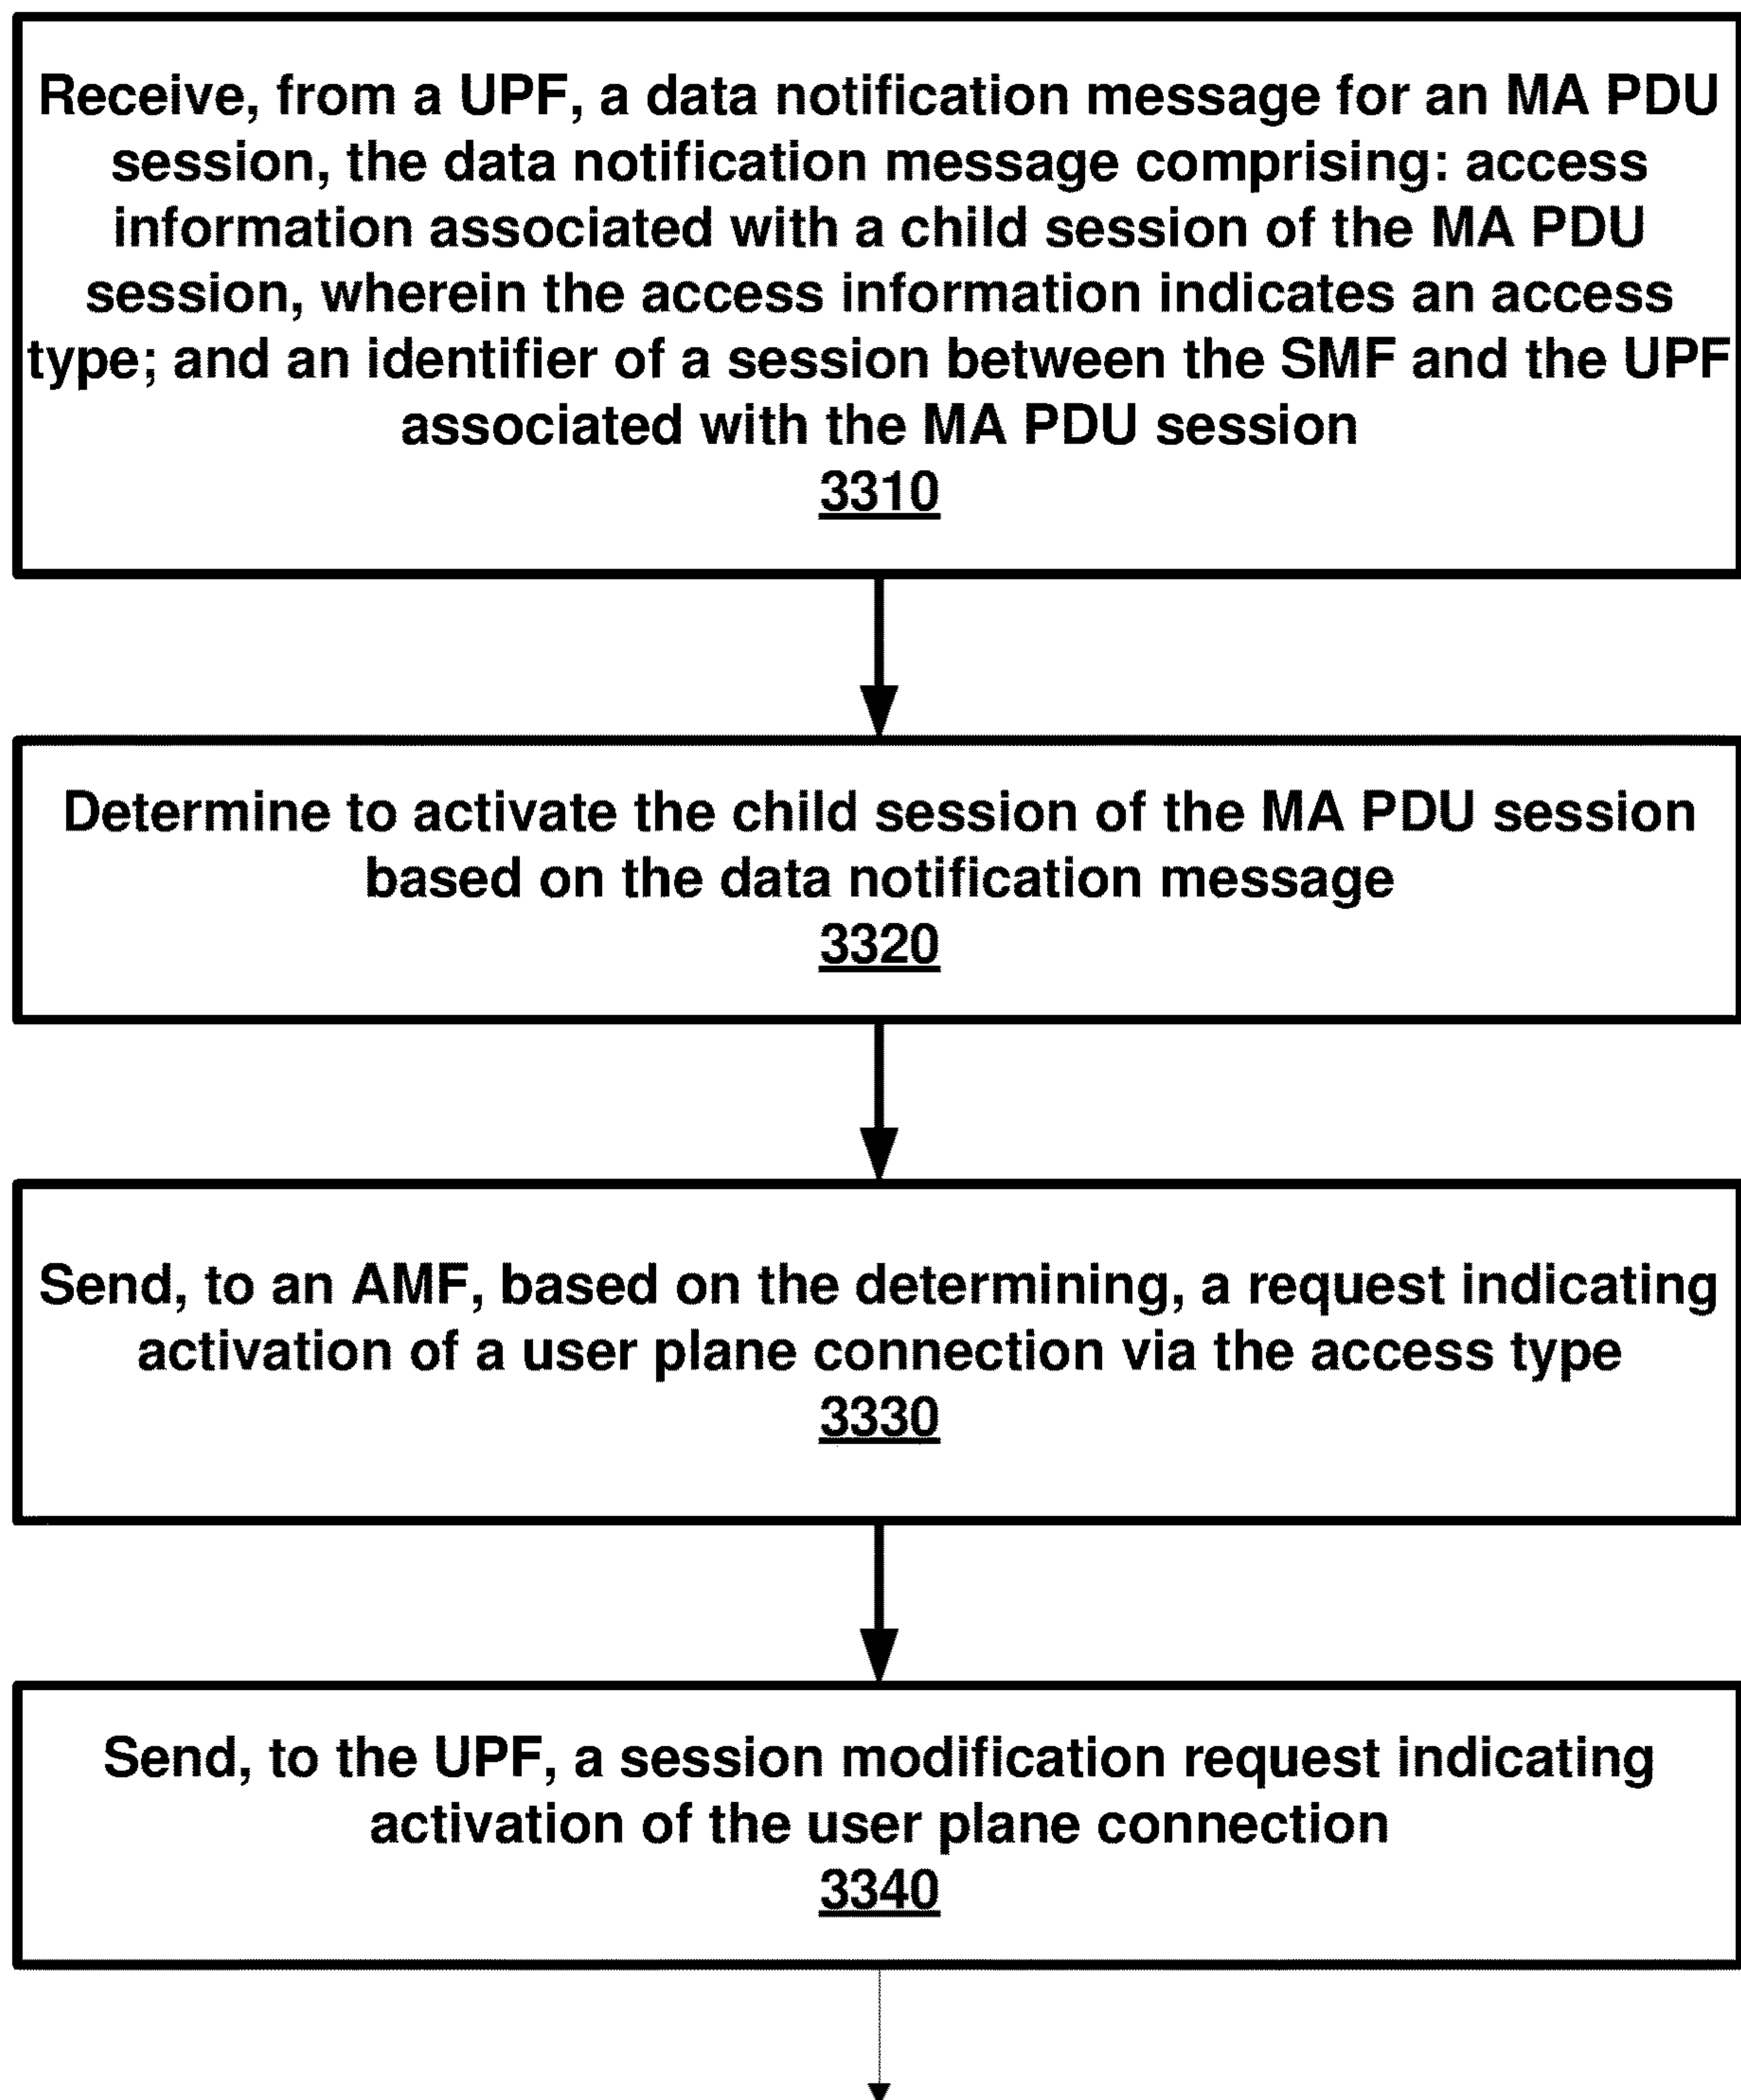 Receive, from a UPF, a data notification message for an MA PDU
session, the data notification message comprising: access
information associated with a child session of the MA PDU
session, wherein the access information indicates an access
type; and an identifier of a session between the SMF and the UPF
associated with the MA PDU session
3310
Determine to activate the child session of the MA PDU session
based on the data notification message
3320
Send, to an AMF, based on the determining, a request indicating
activation of a user plane connection via the access type
3330
Send, to the UPF, a session modification request indicating
activation of the user plane connection
3340